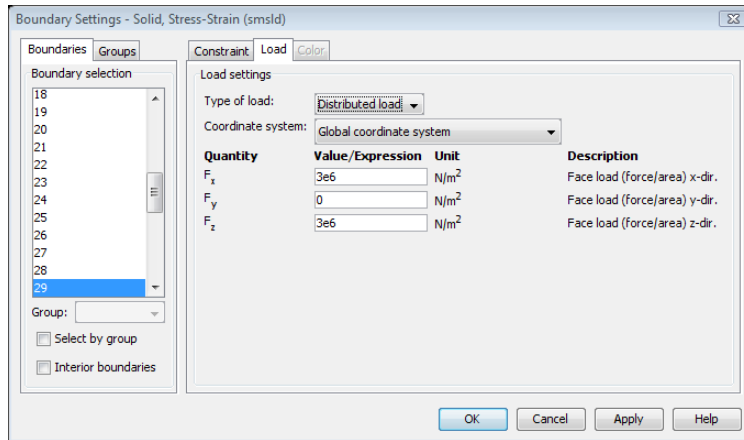 Boundary Settings - Solid, Stress-Strain (smsld)
Boundaries Groups
Boundary selection
18
19
20
21
22
23
24
25
26
27
28
29
Group:
Select by group
Interior boundaries
Constraint Load Color
Load settings
Type of load: Distributed load
Coordinate system: Global coordinate system
Quantity Value/Expression Unit Description
Fx 3e6 N/m2 Face load (force/area) x-dir.
Fy 0 N/m2 Face load (force/area) y-dir.
Fz 3e6 N/m2 Face load (force/area) z-dir.
OK Cancel Apply Help